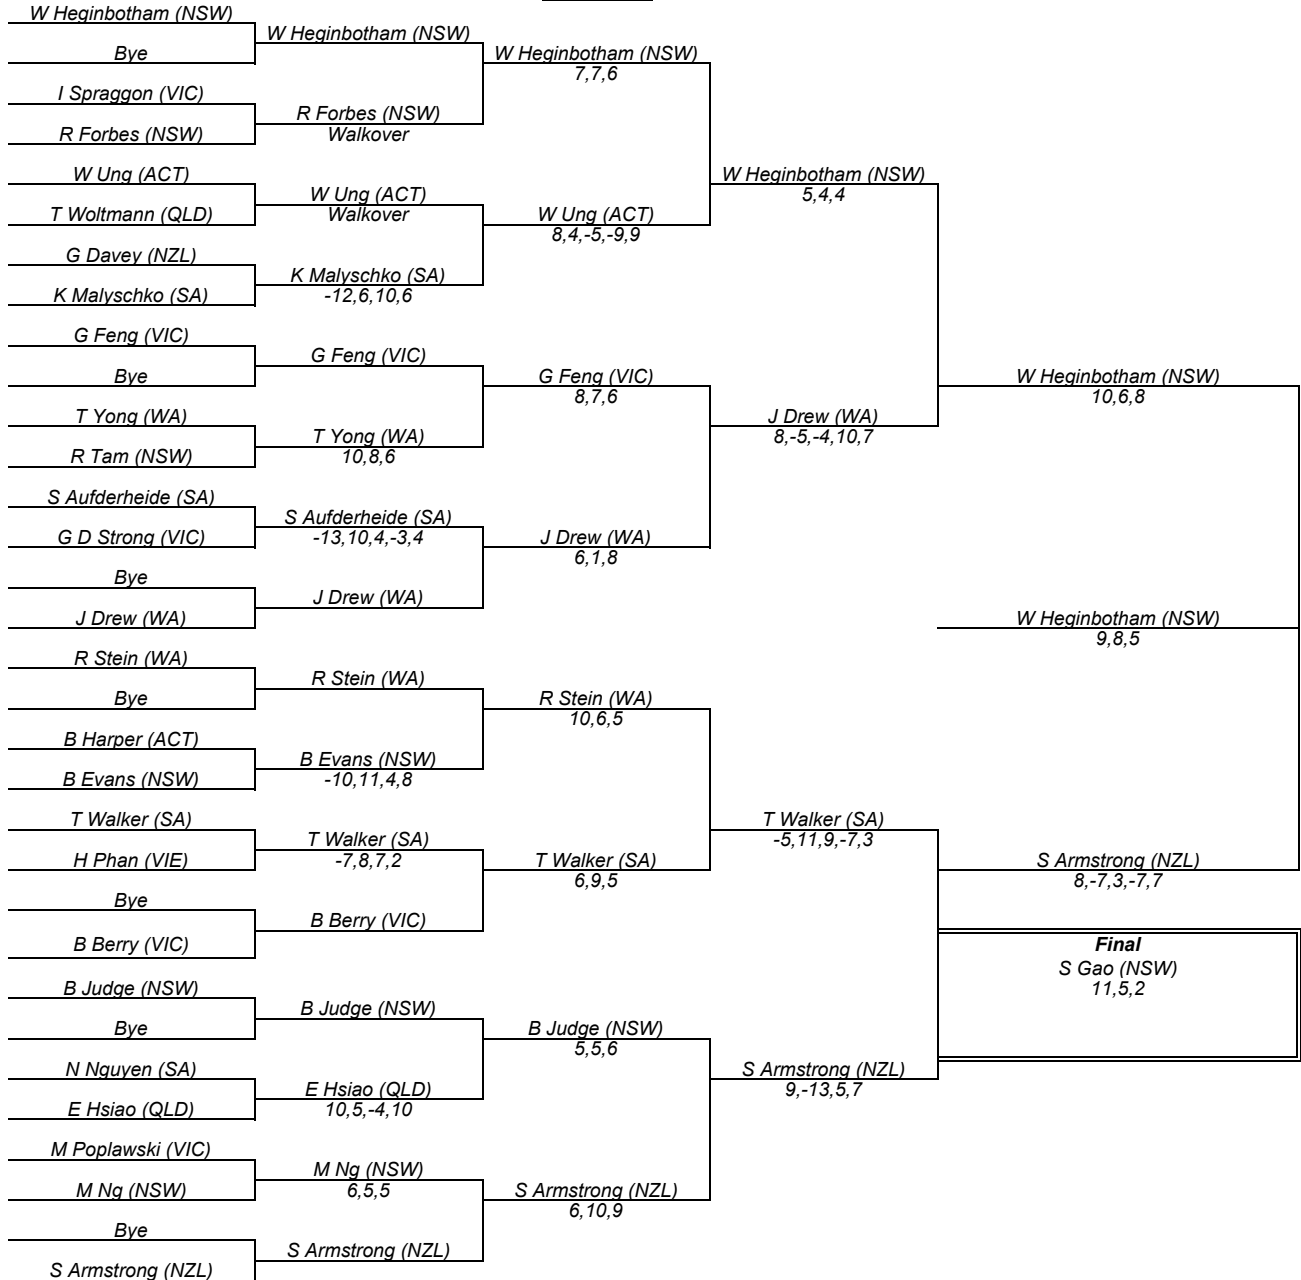 W Heginbotham (NSW)
Bye
I Spraggon (VIC)
R Forbes (NSW)
W Ung (ACT)
T Woltmann (QLD)
G Davey (NZL)
K Malyschko (SA)
G Feng (VIC)
Bye
T Yong (WA)
R Tam (NSW)
S Aufderheide (SA)
G D Strong (VIC)
Bye
J Drew (WA)
R Stein (WA)
Bye
B Harper (ACT)
B Evans (NSW)
T Walker (SA)
H Phan (VIE)
Bye
B Berry (VIC)
B Judge (NSW)
Bye
N Nguyen (SA)
E Hsiao (QLD)
M Poplawski (VIC)
M Ng (NSW)
Bye
S Armstrong (NZL)
W Heginbotham (NSW)
R Forbes (NSW)
Walkover
W Ung (ACT)
Walkover
K Malyschko (SA)
-12,6,10,6
G Feng (VIC)
T Yong (WA)
10,8,6
S Aufderheide (SA)
-13,10,4,-3,4
J Drew (WA)
R Stein (WA)
B Evans (NSW)
-10,11,4,8
T Walker (SA)
-7,8,7,2
B Berry (VIC)
B Judge (NSW)
E Hsiao (QLD)
10,5,-4,10
M Ng (NSW)
6,5,5
S Armstrong (NZL)
W Heginbotham (NSW)
7,7,6
W Ung (ACT)
8,4,-5,-9,9
G Feng (VIC)
8,7,6
J Drew (WA)
6,1,8
R Stein (WA)
10,6,5
T Walker (SA)
6,9,5
B Judge (NSW)
5,5,6
S Armstrong (NZL)
6,10,9
W Heginbotham (NSW)
5,4,4
J Drew (WA)
8,-5,-4,10,7
T Walker (SA)
-5,11,9,-7,3
S Armstrong (NZL)
9,-13,5,7
W Heginbotham (NSW)
10,6,8
W Heginbotham (NSW)
9,8,5
S Armstrong (NZL)
8,-7,3,-7,7
Final
S Gao (NSW)
11,5,2